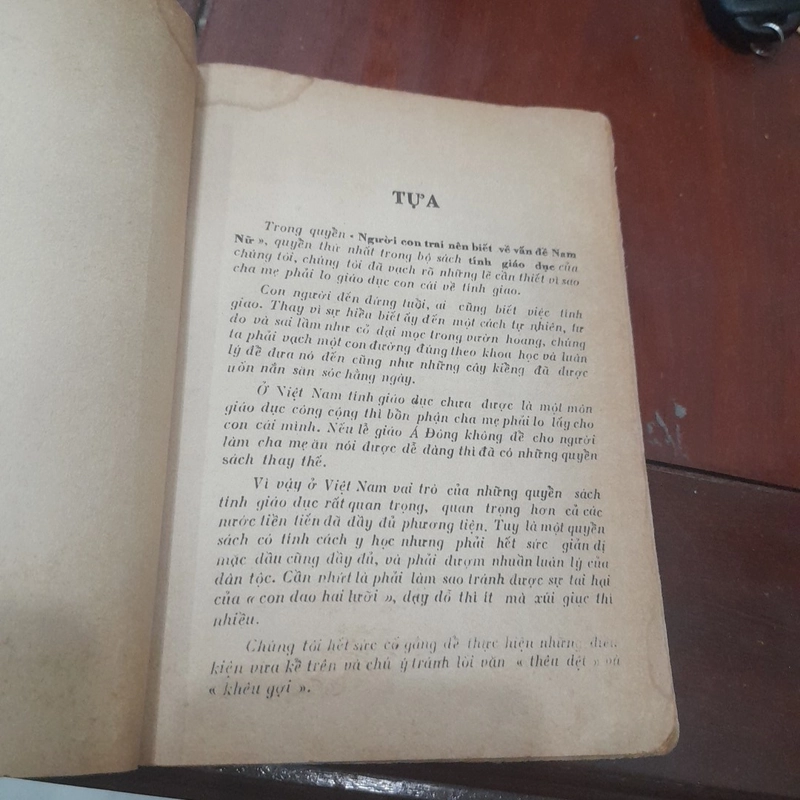 TỰA
Trong quyền « Người con trai nên biết về vấn đề Nam
Nữ », quyền thứ nhất trong bộ sách tính giáo dục của
chúng tôi, chúng tôi đã vạch rõ những lẽ cần thiết vì sao
cha mẹ phải lo giáo dục con cái về tính giao.
Con người đến đứng tuổi, ai cũng biết việc tính
giao. Thay vì sự hiểu biết ấy đến một cách tự nhiên, tự
do và sai lầm như cỏ dại mọc trong vườn hoang, chúng
ta phải vạch một con đường đúng theo khoa học và luân
lý để đưa nó đến cũng như những cây kiểng đã được
uốn nắn săn sóc hằng ngày.
Ở Việt Nam tính giáo dục chưa được là một môn
giáo dục công cộng thì bổn phận cha mẹ phải lo lấy cho
con cái mình. Nếu lễ giáo Á Đông không để cho người
làm cha mẹ ăn nói được dễ dàng thì đã có những quyền
sách thay thế.
Vì vậy ở Việt Nam vai trò của những quyền sách
tính giáo dục rất quan trọng, quan trọng hơn cả các
nước tiền tiến đã đầy đủ phương tiện. Tuy là một quyền
sách có tính cách y học nhưng phải hết sức giản dị
mặc dầu cũng đầy đủ, và phải đượm nhuần luân lý của
dân tộc. Cần nhứt là phải làm sao tránh được sự tai hại
của « con dao hai lưỡi », dạy dỗ thì ít mà xúi giục thì
nhiều.
Chúng tôi hết sức cố gắng để thực hiện những điều
kiện vừa kể trên và chú ý tránh lời văn « thêu dệt » và
« khêu gợi ».